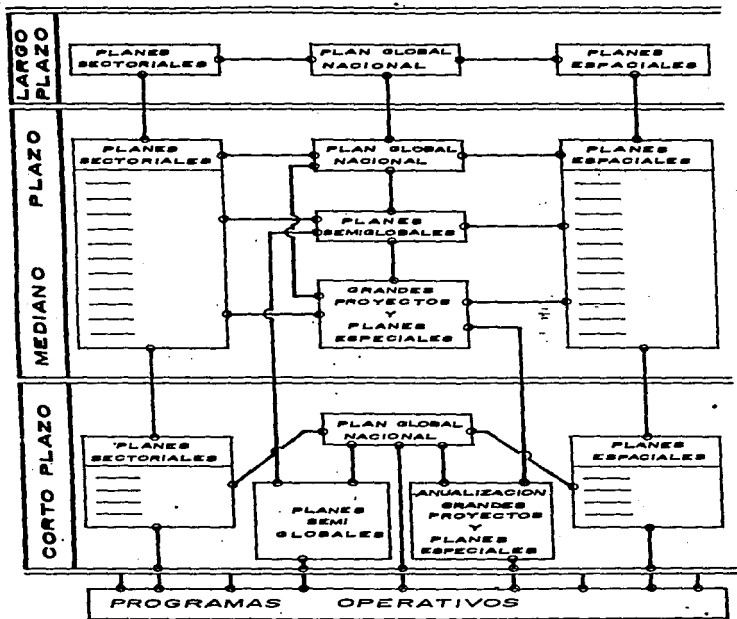 LARGO
PLAZO
PLANES
SECTORIALES
PLAN GLOBAL
NACIONAL
PLANES
ESPACIALES
MEDIANO PLAZO
PLANES
SECTORIALES
PLAN GLOBAL
NACIONAL
PLANES
ESPACIALES
PLANES
SEMIGLOBALES
GRANDES
PROYECTOS
Y
PLANES
ESPECIALES
CORTO PLAZO
PLANES
SECTORIALES
PLAN GLOBAL
NACIONAL
PLANES
ESPACIALES
PLANES
SEMI
GLOBALES
ANUALIZACION
GRANDES
PROYECTOS
Y
PLANES
ESPECIALES
PROGRAMAS OPERATIVOS